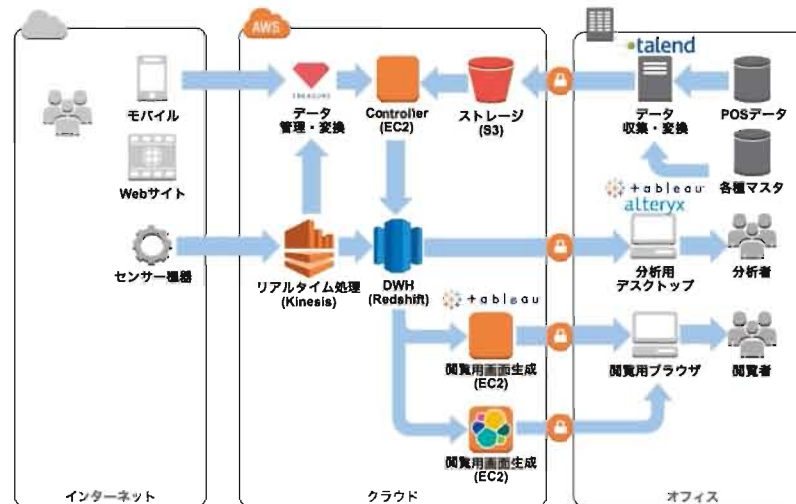 AWS
talend
TREASURE
モバイル
データ
管理・変換
Controller
(EC2)
ストレージ
(S3)
データ
収集・変換
POSデータ
Webサイト
各種マスタ
+ a b l e a u
alteryx
センサー機器
リアルタイム処理
(Kinesis)
DWH
(Redshift)
分析用
デスクトップ
分析者
+ a b l e a u
閲覧用画面生成
(EC2)
閲覧用ブラウザ
閲覧者
閲覧用画面生成
(EC2)
インターネット
クラウド
オフィス